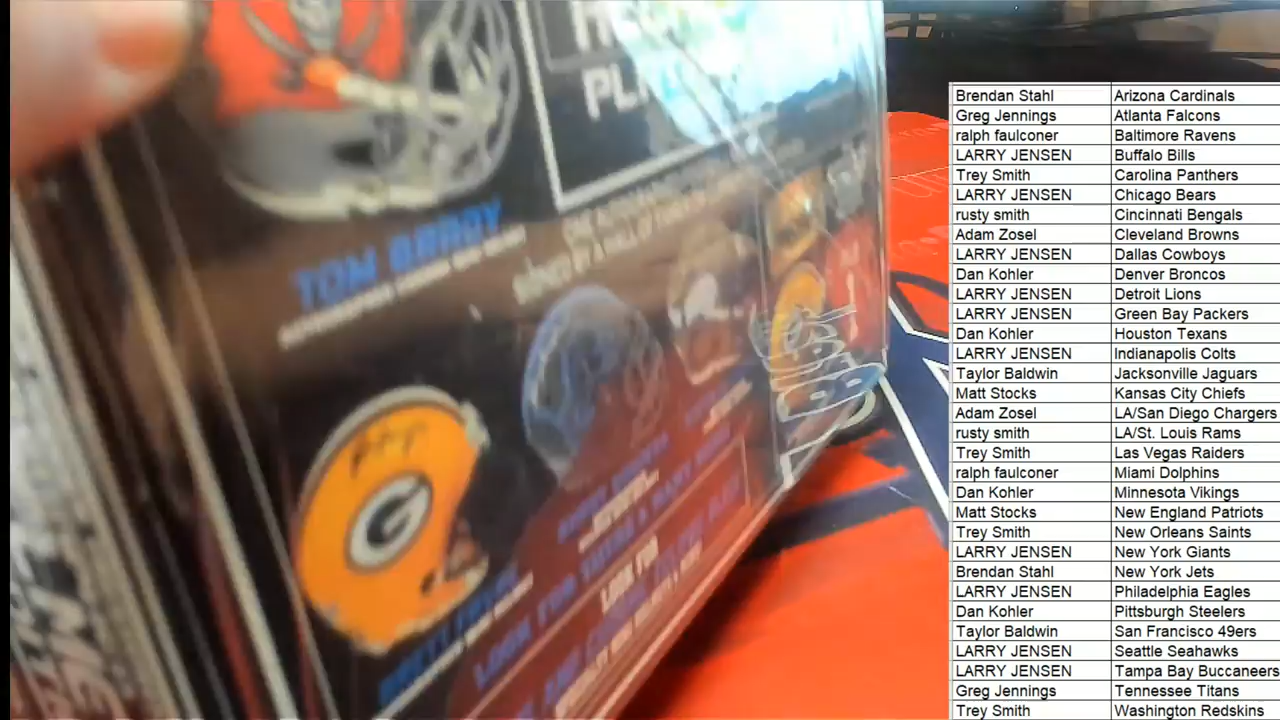 PL
TOM BRADY
G
LOOK FOR
Brendan Stahl Arizona Cardinals
Greg Jennings Atlanta Falcons
ralph faulconer Baltimore Ravens
LARRY JENSEN Buffalo Bills
Trey Smith Carolina Panthers
LARRY JENSEN Chicago Bears
rusty smith Cincinnati Bengals
Adam Zosel Cleveland Browns
LARRY JENSEN Dallas Cowboys
Dan Kohler Denver Broncos
LARRY JENSEN Detroit Lions
LARRY JENSEN Green Bay Packers
Dan Kohler Houston Texans
LARRY JENSEN Indianapolis Colts
Taylor Baldwin Jacksonville Jaguars
Matt Stocks Kansas City Chiefs
Adam Zosel LA/San Diego Chargers
rusty smith LA/St. Louis Rams
Trey Smith Las Vegas Raiders
ralph faulconer Miami Dolphins
Dan Kohler Minnesota Vikings
Matt Stocks New England Patriots
Trey Smith New Orleans Saints
LARRY JENSEN New York Giants
Brendan Stahl New York Jets
LARRY JENSEN Philadelphia Eagles
Dan Kohler Pittsburgh Steelers
Taylor Baldwin San Francisco 49ers
LARRY JENSEN Seattle Seahawks
LARRY JENSEN Tampa Bay Buccaneers
Greg Jennings Tennessee Titans
Trey Smith Washington Redskins